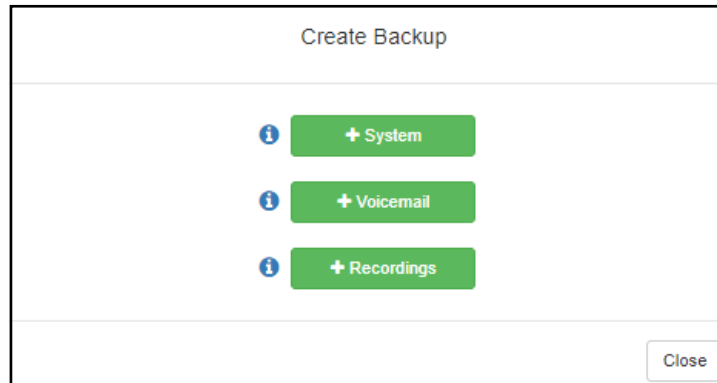 Create Backup
+ System
+ Voicemail
+ Recordings
Close